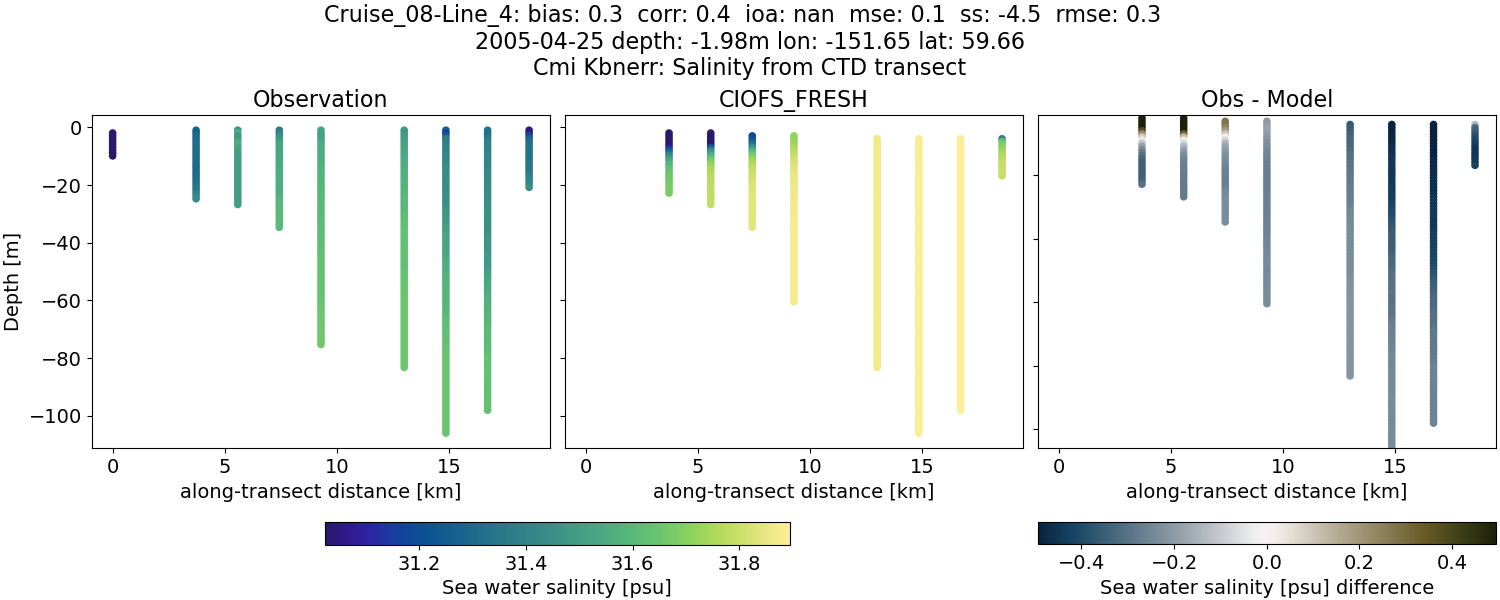 Cruise_08-Line_4: bias: 0.3  corr: 0.4  ioa: nan  mse: 0.1  ss: -4.5  rmse: 0.3
2005-04-25 depth: -1.98m lon: -151.65 lat: 59.66
Cmi Kbnerr: Salinity from CTD transect
Observation
CIOFS_FRESH
Obs - Model
Depth [m]
0
−20
−40
−60
−80
−100
0 5 10 15
0 5 10 15
0 5 10 15
along-transect distance [km]
along-transect distance [km]
along-transect distance [km]
31.2 31.4 31.6 31.8
Sea water salinity [psu]
−0.4 −0.2 0.0 0.2 0.4
Sea water salinity [psu] difference